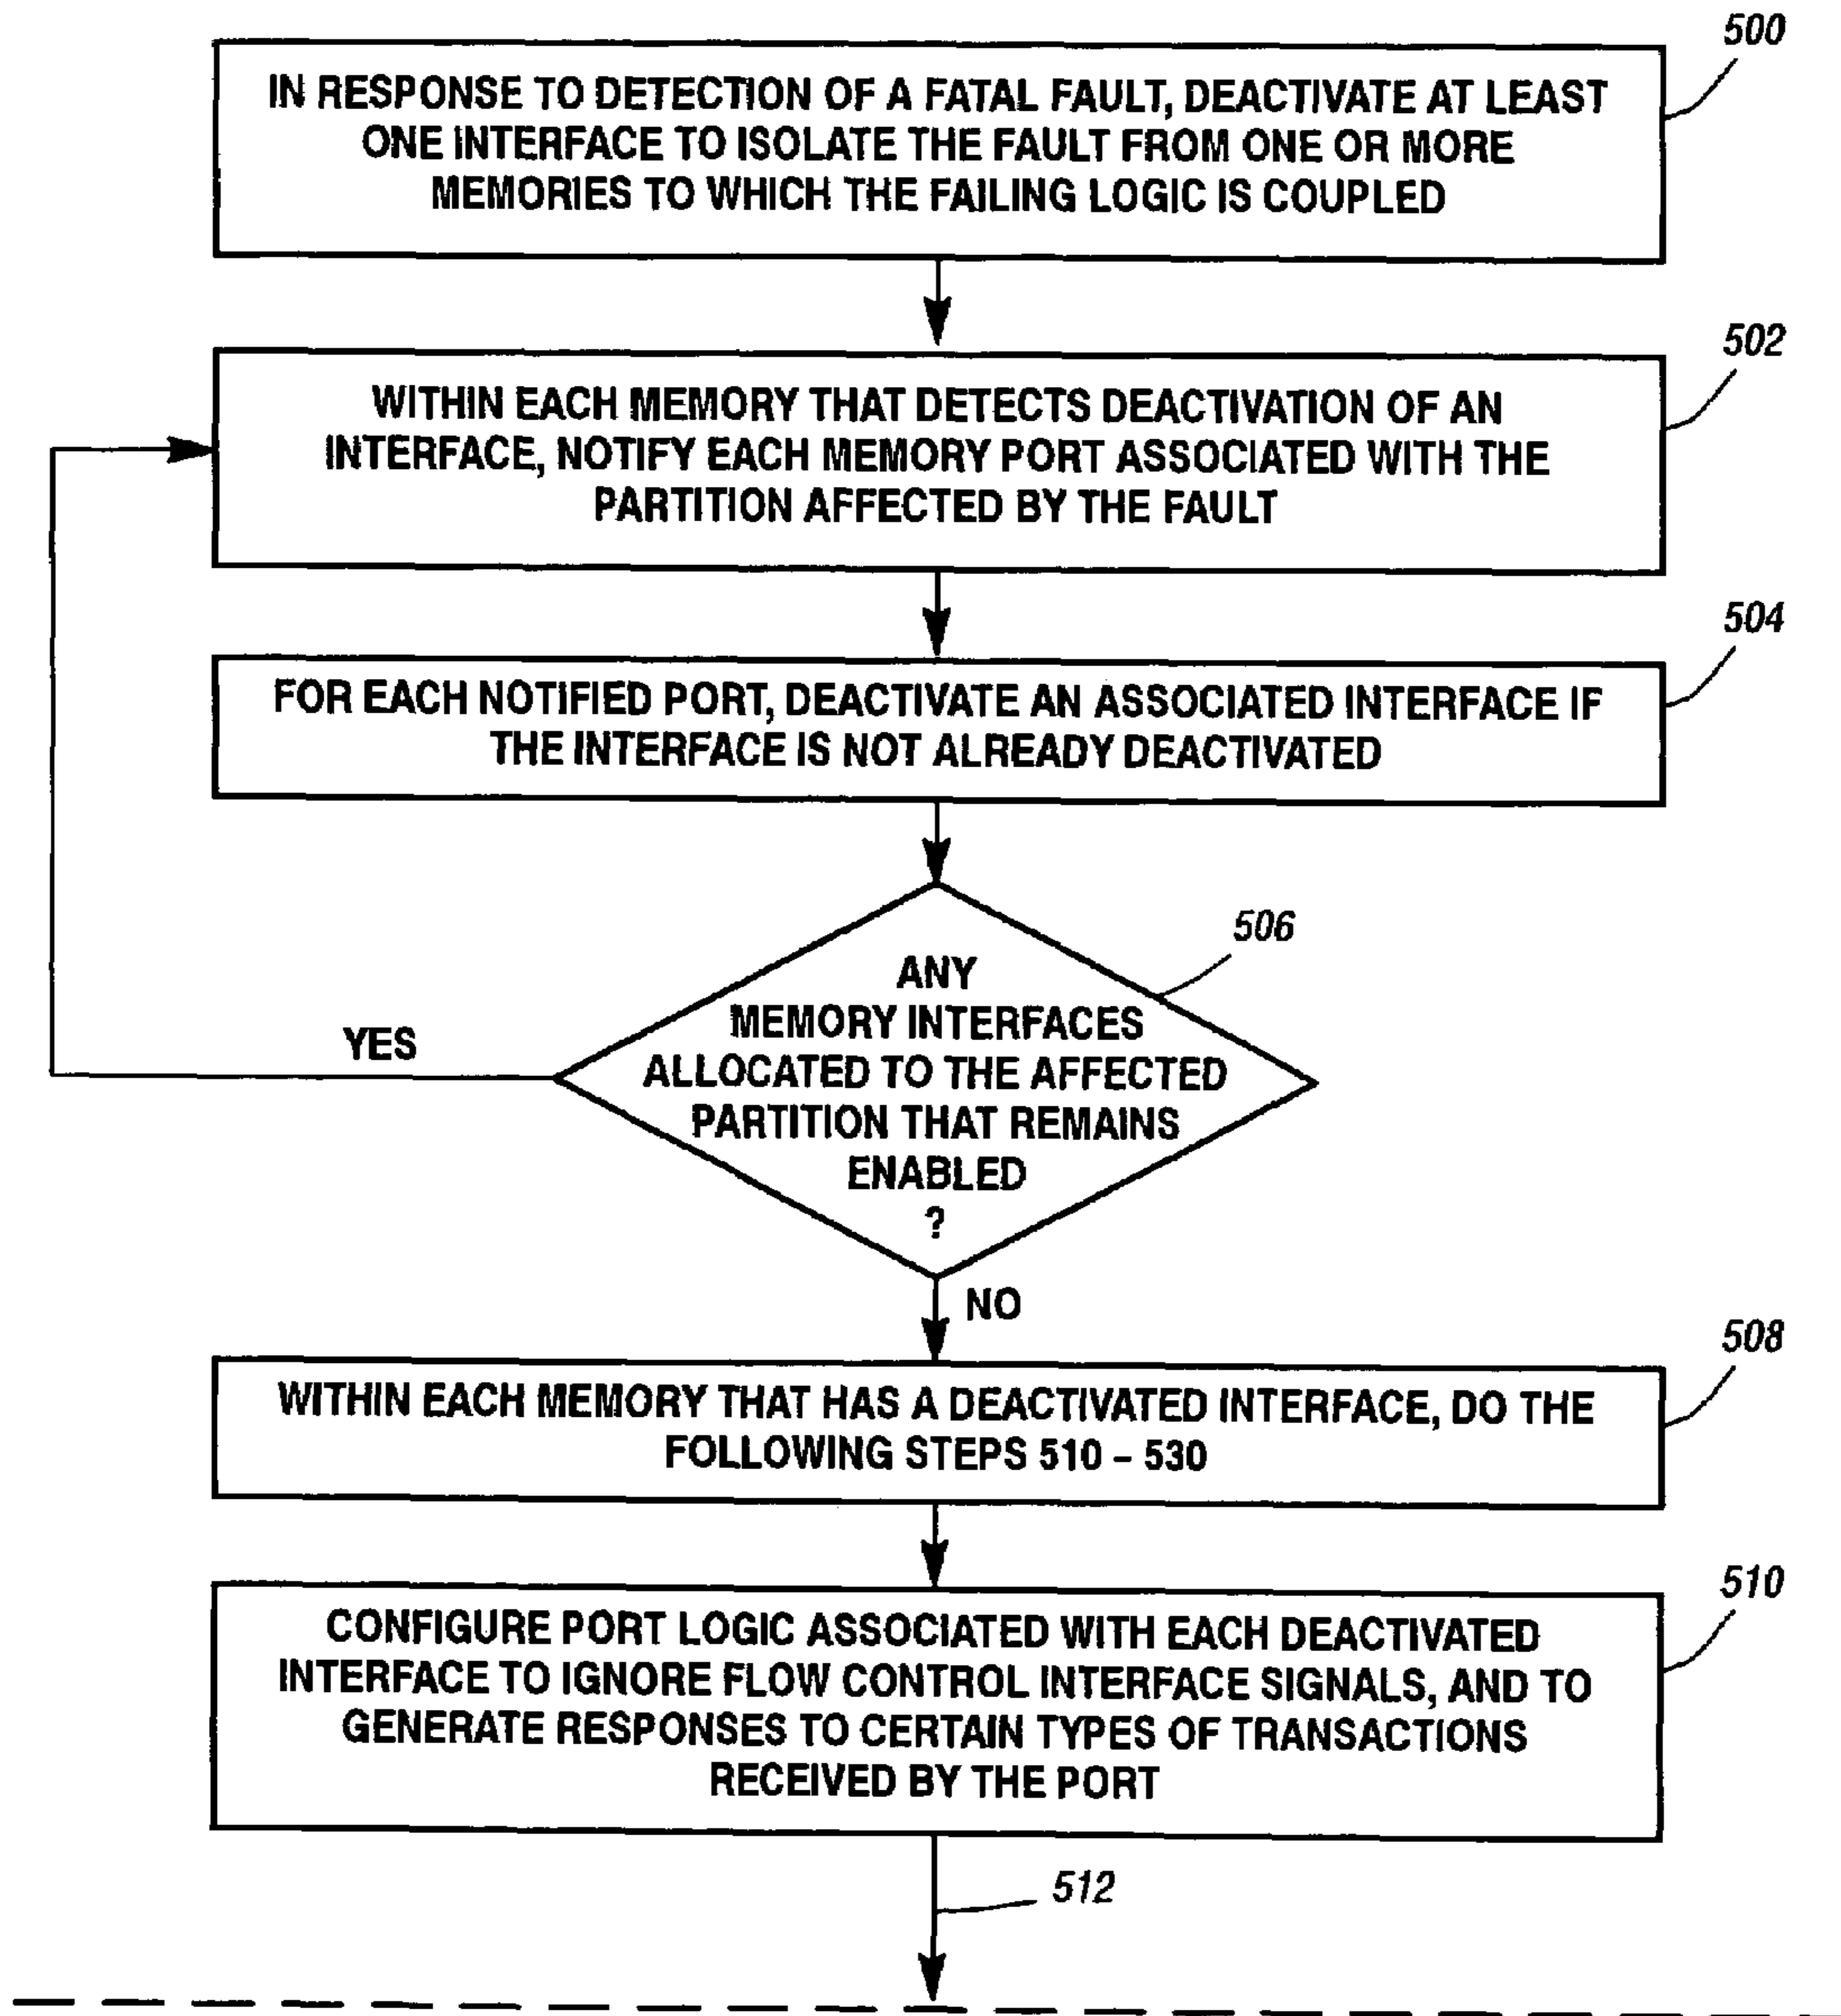 500
IN RESPONSE TO DETECTION OF A FATAL FAULT, DEACTIVATE AT LEAST
ONE INTERFACE TO ISOLATE THE FAULT FROM ONE OR MORE
MEMORIES TO WHICH THE FAILING LOGIC IS COUPLED
502
WITHIN EACH MEMORY THAT DETECTS DEACTIVATION OF AN
INTERFACE, NOTIFY EACH MEMORY PORT ASSOCIATED WITH THE
PARTITION AFFECTED BY THE FAULT
504
FOR EACH NOTIFIED PORT, DEACTIVATE AN ASSOCIATED INTERFACE IF
THE INTERFACE IS NOT ALREADY DEACTIVATED
506
ANY
MEMORY INTERFACES
ALLOCATED TO THE AFFECTED
PARTITION THAT REMAINS
ENABLED
?
YES
NO
508
WITHIN EACH MEMORY THAT HAS A DEACTIVATED INTERFACE, DO THE
FOLLOWING STEPS 510 – 530
510
CONFIGURE PORT LOGIC ASSOCIATED WITH EACH DEACTIVATED
INTERFACE TO IGNORE FLOW CONTROL INTERFACE SIGNALS, AND TO
GENERATE RESPONSES TO CERTAIN TYPES OF TRANSACTIONS
RECEIVED BY THE PORT
512